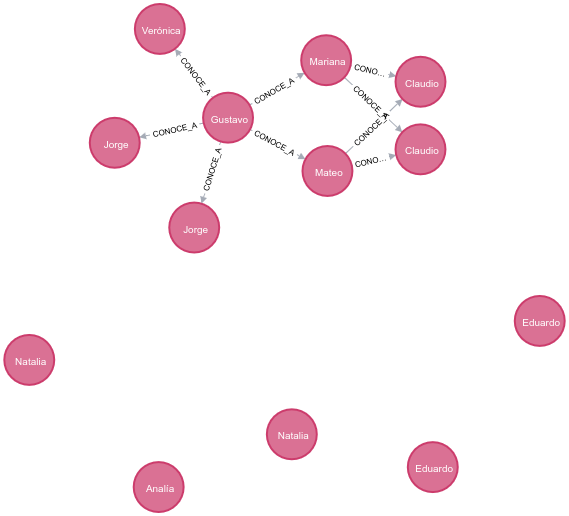 Verónica
CONOCE_A
Mariana
CONO...
Claudio
CONOCE_A
CONOCE_A
Gustavo
CONOCE_A
Jorge
CONOCE_A
CONOCE_A
Claudio
CONO...
Mateo
CONOCE_A
Jorge
Eduardo
Natalia
Natalia
Eduardo
Analía